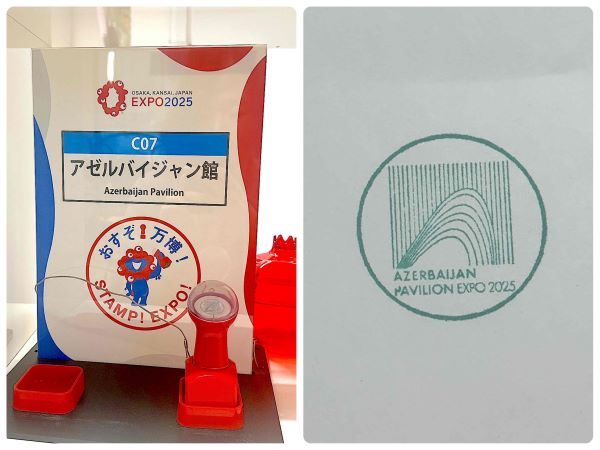 OSAKA, KANSAI, JAPAN
EXPO2025
C07
アゼルバイジャン館
Azerbaijan Pavilion
おすぞ!万博!
STAMP! EXPO!
AZERBAIJAN
PAVILION EXPO 2025